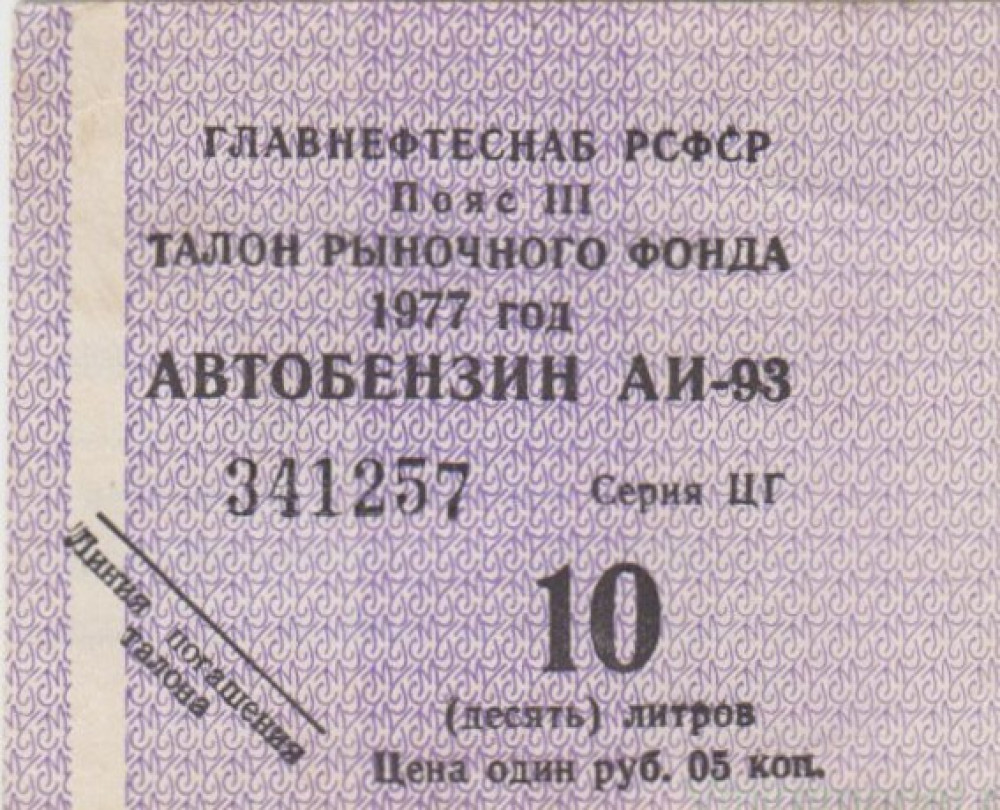 ГЛАВНЕФТЕСНАБ РСФСР
Пояс III
ТАЛОН РЫНОЧНОГО ФОНДА
1977 год
АВТОБЕНЗИН АИ-93
341257 Серия ЦГ
Линия погашения
талона
10
(десять) литров
Цена один руб. 05 коп.